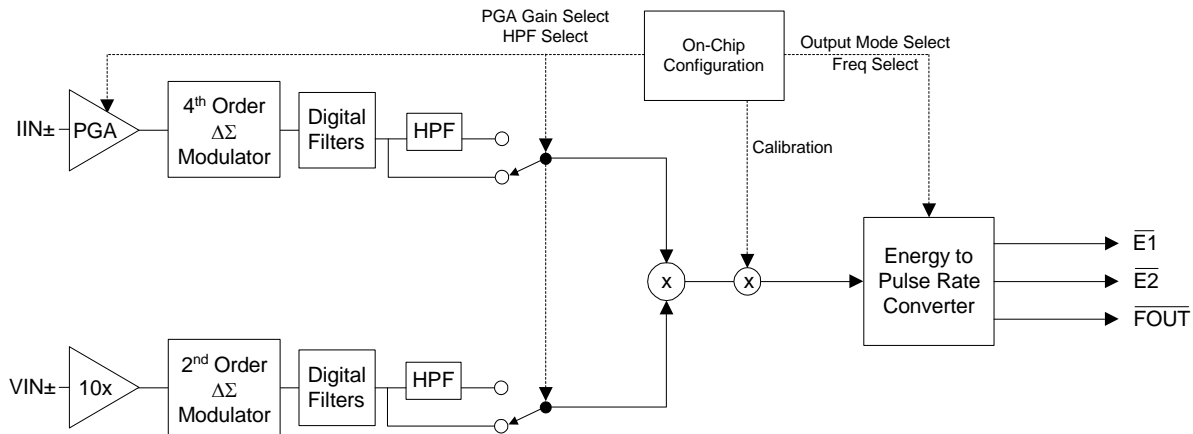 PGA Gain Select
HPF Select
On-Chip
Configuration
Output Mode Select
Freq Select
IIN±
PGA
4th Order
ΔΣ
Modulator
Digital
Filters
HPF
Calibration
x
x
Energy to
Pulse Rate
Converter
E1
E2
FOUT
VIN±
10x
2nd Order
ΔΣ
Modulator
Digital
Filters
HPF